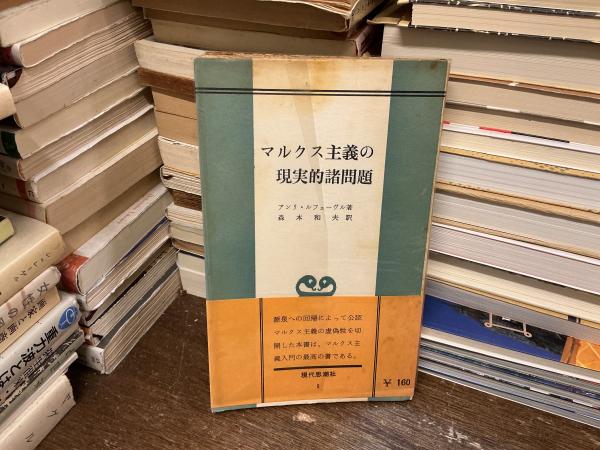 マルクス主義の
現実的諸問題
アンリ・ルフェーヴル著
森本和夫訳
源泉への回帰によって公認
マルクス主義の虚偽性を切
開した本書は、マルクス主
義入門の最高の書である。
現代思潮社
¥ 160